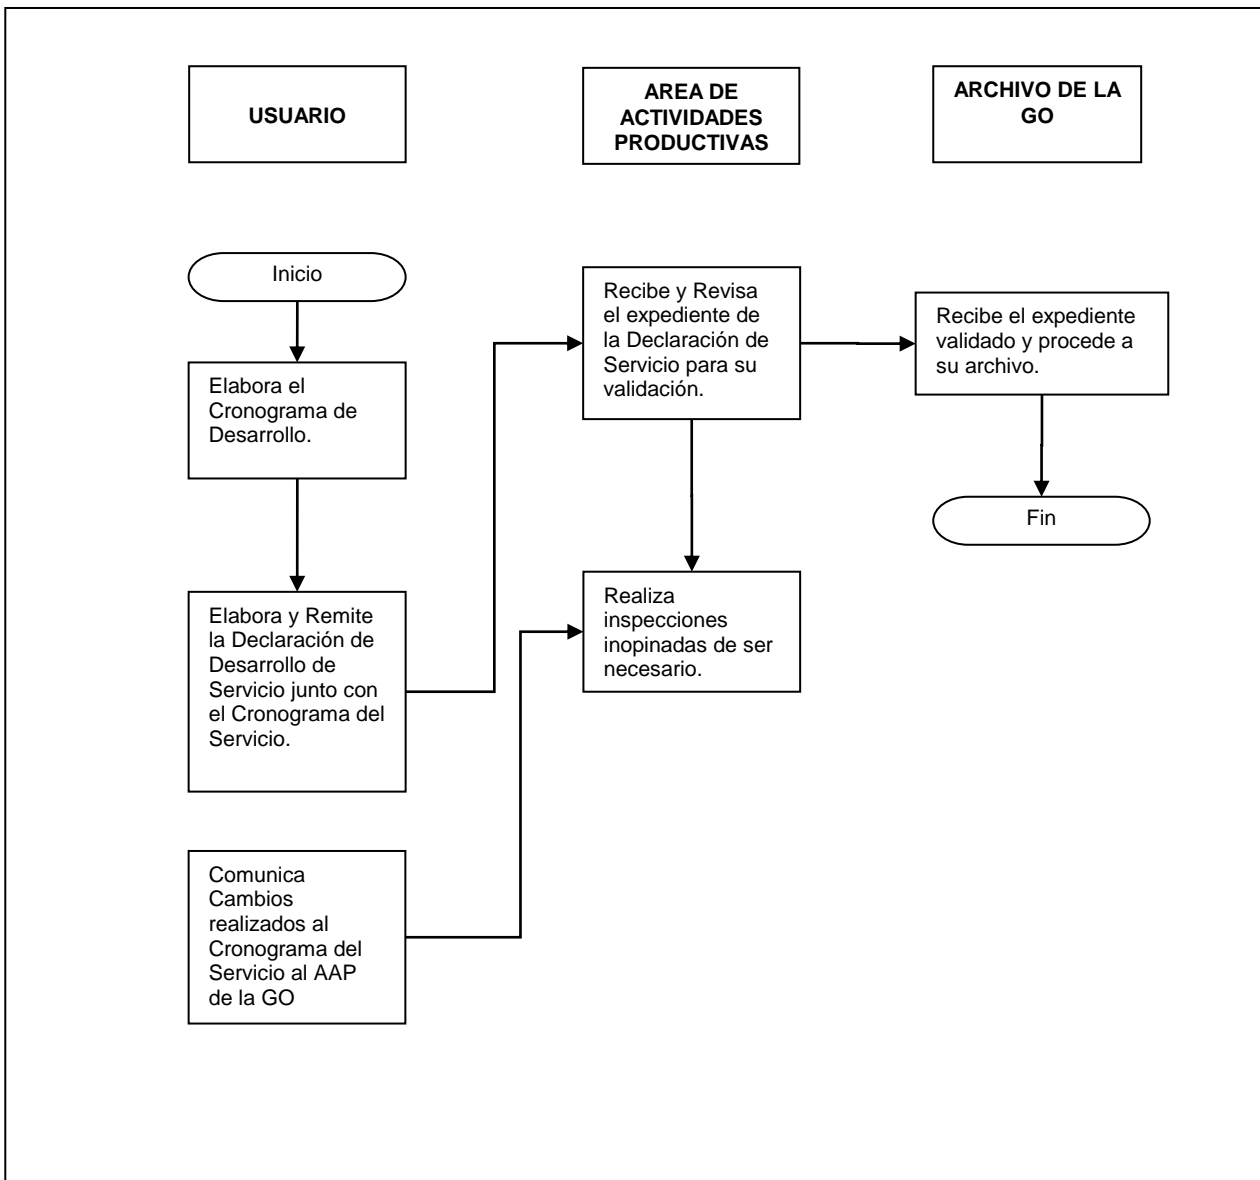 USUARIO
AREA DE
ACTIVIDADES
PRODUCTIVAS
ARCHIVO DE LA
GO
Inicio
Elabora el
Cronograma de
Desarrollo.
Elabora y Remite
la Declaración de
Desarrollo de
Servicio junto con
el Cronograma del
Servicio.
Comunica
Cambios
realizados al
Cronograma del
Servicio al AAP
de la GO
Recibe y Revisa
el expediente de
la Declaración de
Servicio para su
validación.
Realiza
inspecciones
inopinadas de ser
necesario.
Recibe el expediente
validado y procede a
su archivo.
Fin